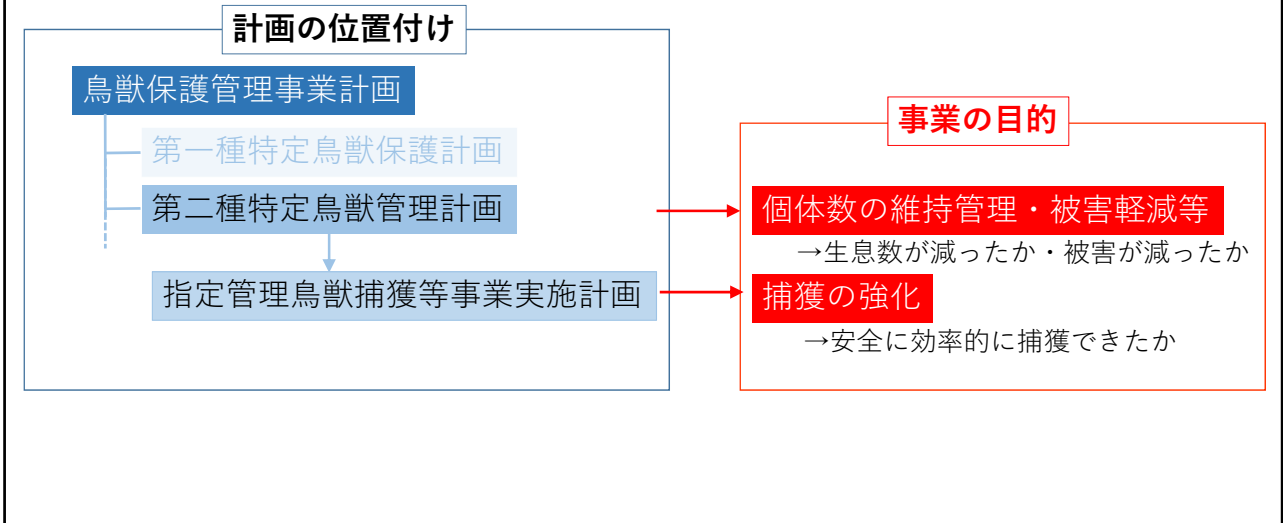 計画の位置付け
鳥獣保護管理事業計画
第一種特定鳥獣保護計画
第二種特定鳥獣管理計画
指定管理鳥獣捕獲等事業実施計画
事業の目的
個体数の維持管理・被害軽減等
→生息数が減ったか・被害が減ったか
捕獲の強化
→安全に効率的に捕獲できたか